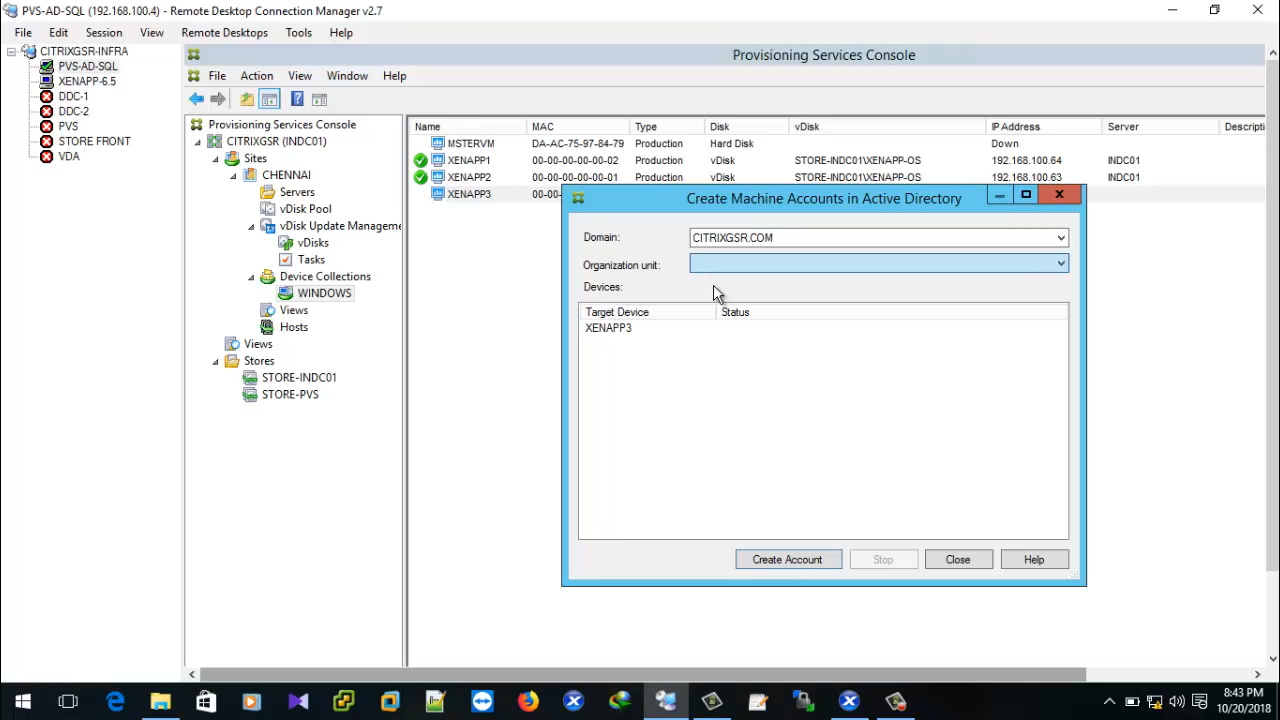 PVS-AD-SQL (192.168.100.4) - Remote Desktop Connection Manager v2.7
File Edit Session View Remote Desktops Tools Help
CITRIXGSR-INFRA
PVS-AD-SQL
XENAPP-6.5
DDC-1
DDC-2
PVS
STORE FRONT
VDA
Provisioning Services Console
File Action View Window Help
Provisioning Services Console
CITRIXGSR (INDC01)
Sites
CHENNAI
Servers
vDisk Pool
vDisk Update Manageme
vDisks
Tasks
Device Collections
WINDOWS
Views
Hosts
Views
Stores
STORE-INDC01
STORE-PVS
Name MAC Type Disk vDisk IP Address Server Descripti
MSTERVM DA-AC-75-97-84-79 Production Hard Disk Down
XENAPP1 00-00-00-00-00-02 Production vDisk STORE-INDC01\XENAPP-OS 192.168.100.64 INDC01
XENAPP2 00-00-00-00-00-01 Production vDisk STORE-INDC01\XENAPP-OS 192.168.100.63 INDC01
XENAPP3 00-00-
Create Machine Accounts in Active Directory
Domain: CITRIXGSR.COM
Organization unit:
Devices:
Target Device Status
XENAPP3
Create Account Stop Close Help
8:43 PM
10/20/2018